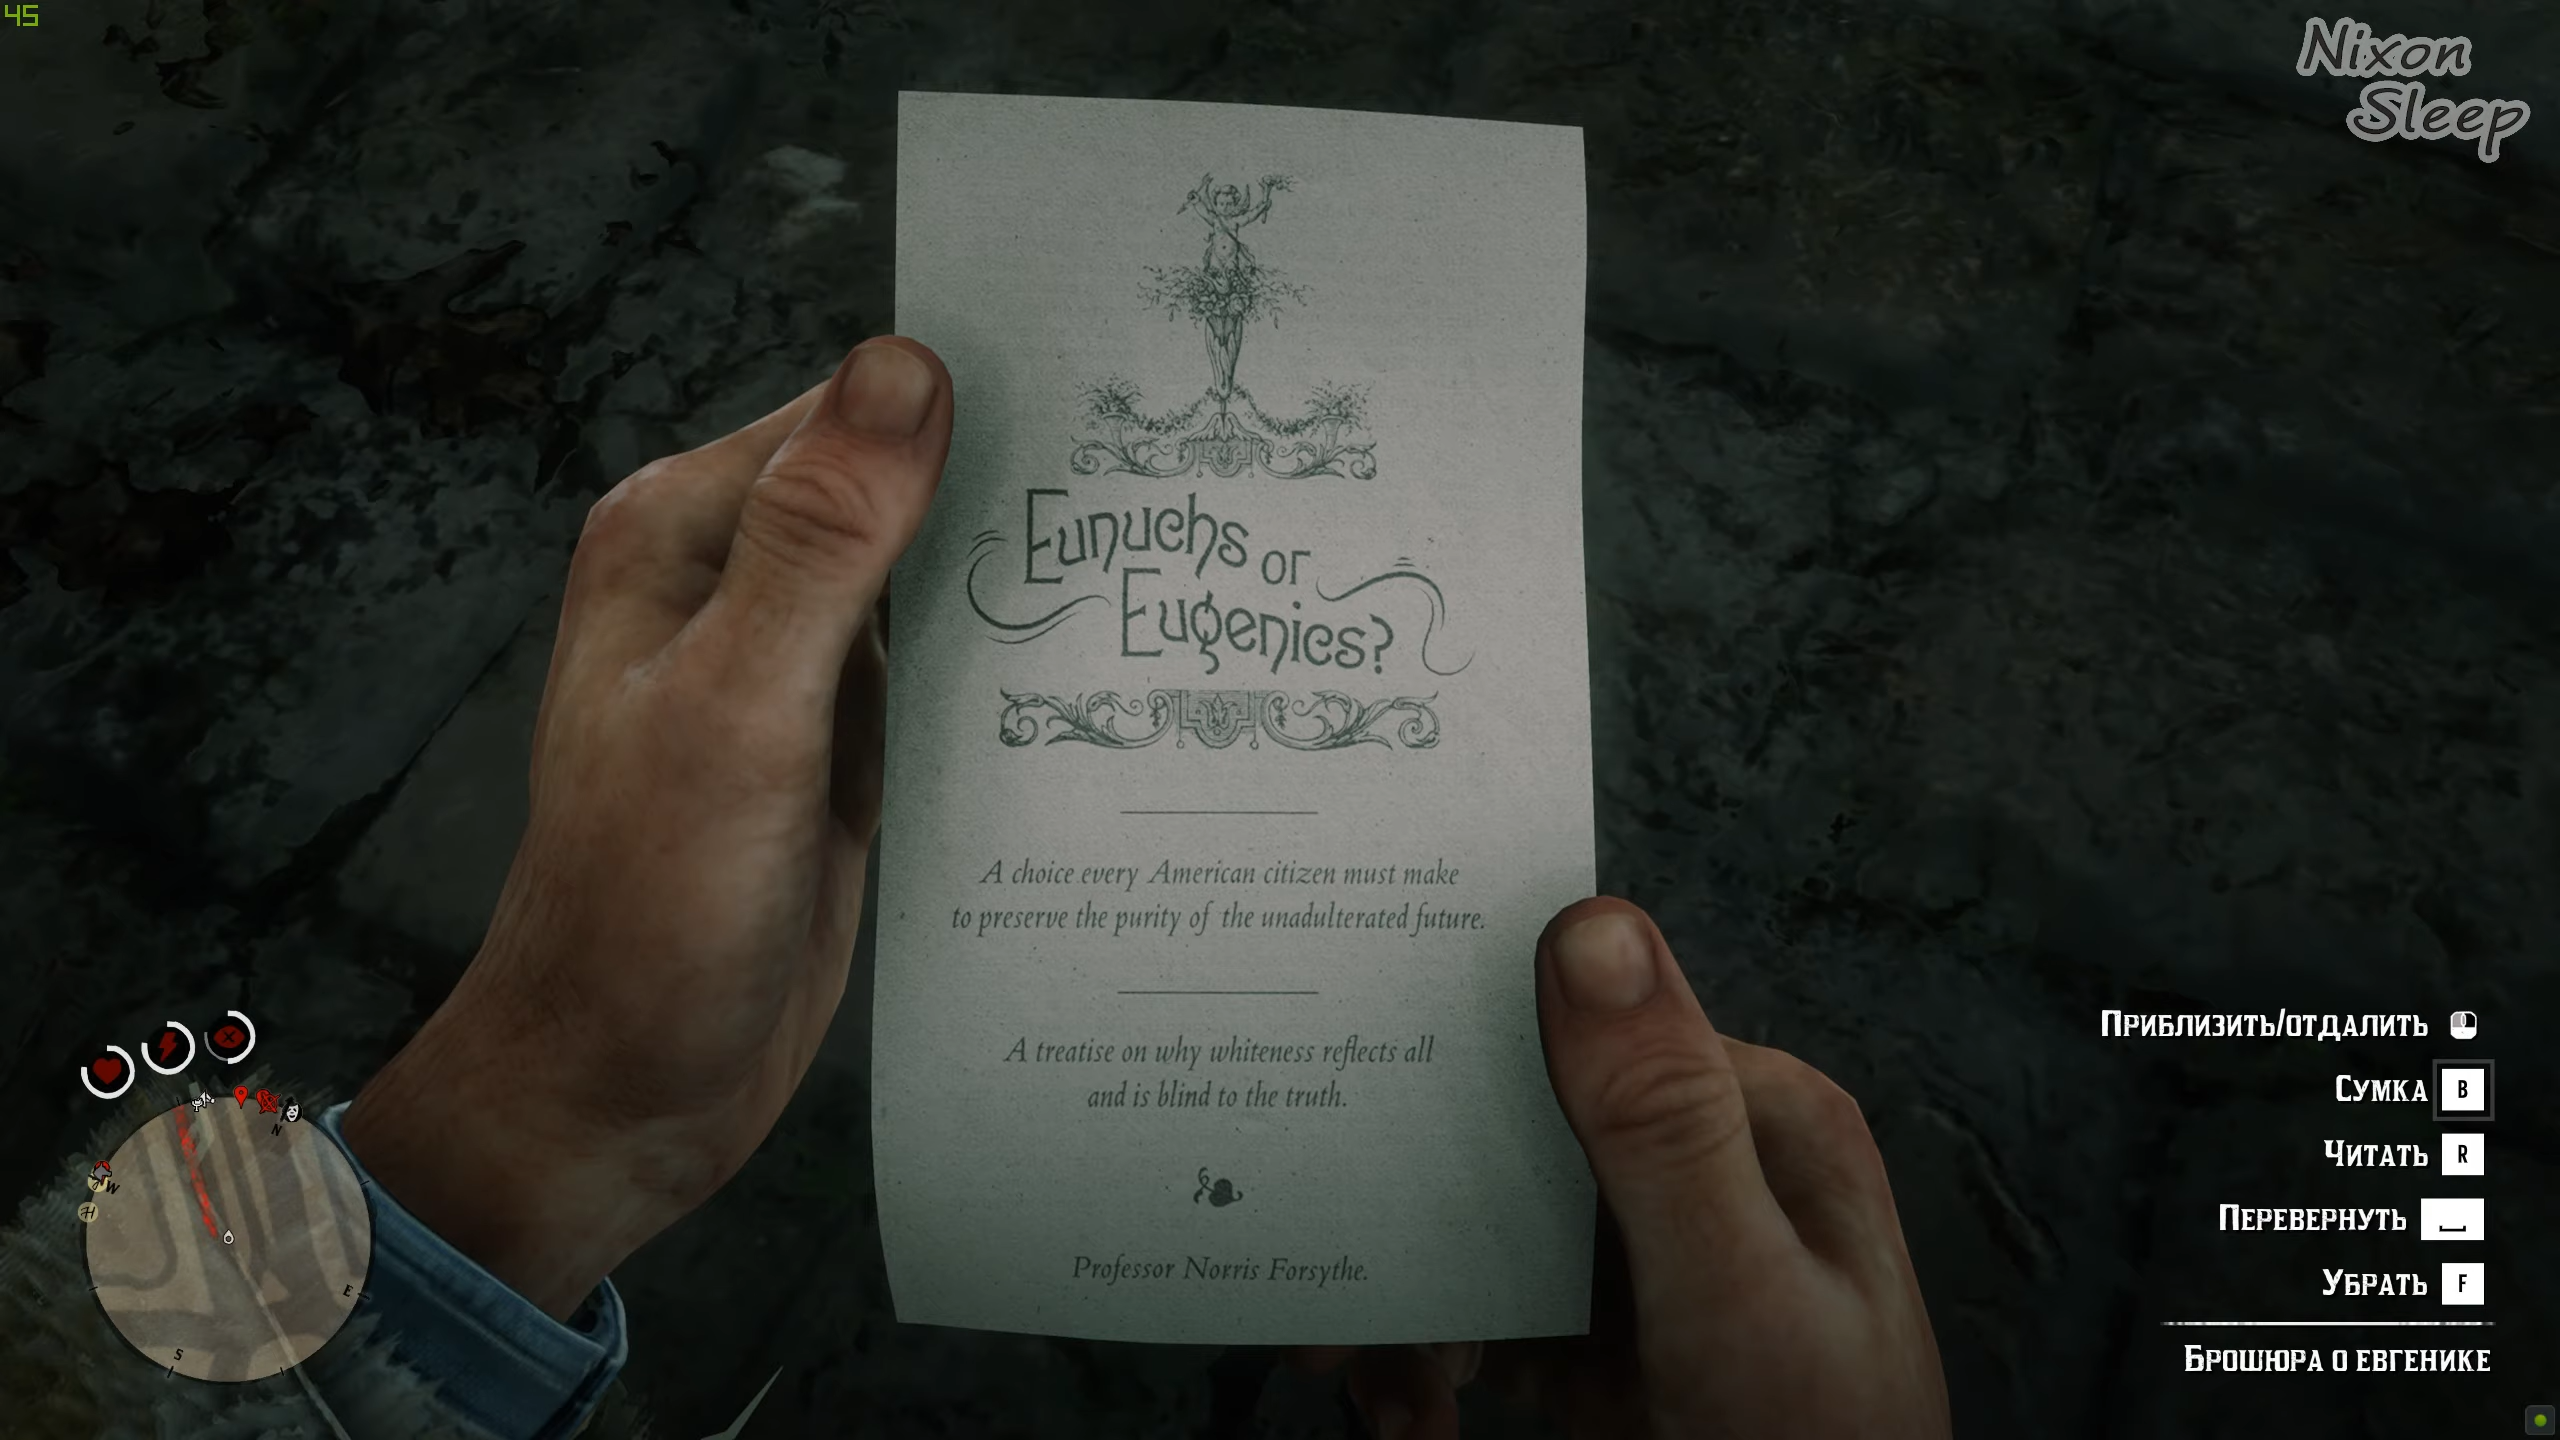 45
Nixon
Sleep
Eunuchs or
Eugenics?
A choice every American citizen must make
to preserve the purity of the unadulterated future.
A treatise on why whiteness reflects all
and is blind to the truth.
Professor Norris Forsythe.
Приблизить/отдалить
Сумка B
Читать R
Перевернуть
Убрать F
Брошюра о евгенике
N
W
H
E
S